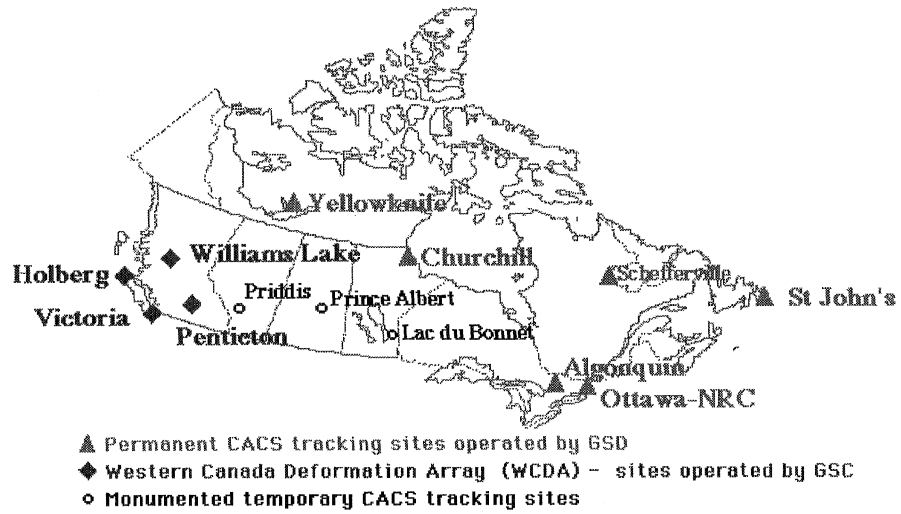 Yellowknife
Williams Lake
Churchill
Holberg
Schefferville
Priddis
Prince Albert
St John's
Victoria
Penticton
Lac du Bonnet
Algonquin
Ottawa-NRC
Permanent CACS tracking sites operated by GSD
Western Canada Deformation Array (WCDA) - sites operated by GSC
Monumented temporary CACS tracking sites